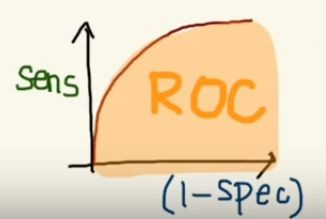 sens
ROC
(1-spec)